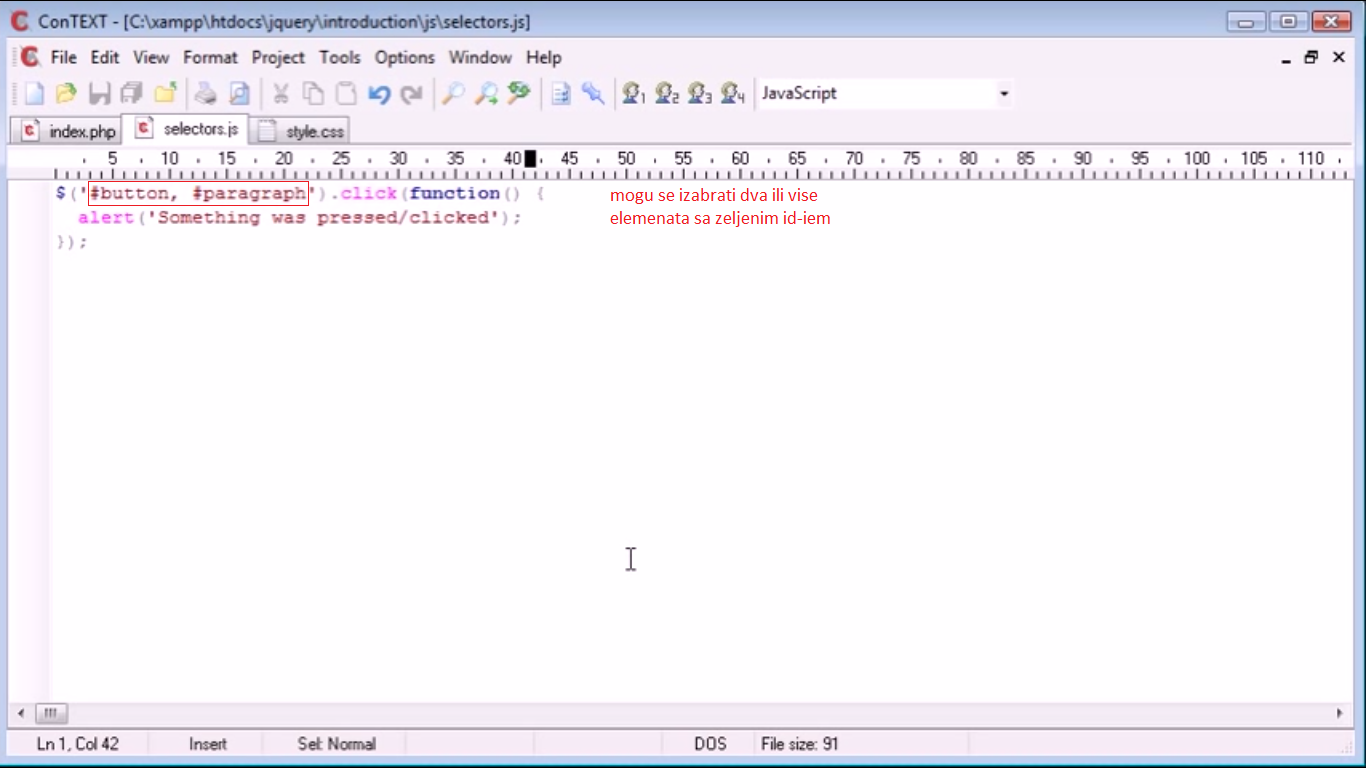 ConTEXT - [C:\xampp\htdocs\jquery\introduction\js\selectors.js]
File Edit View Format Project Tools Options Window Help
1 2 3 4 JavaScript
index.php selectors.js style.css
5 10 15 20 25 30 35 40 45 50 55 60 65 70 75 80 85 90 95 100 105 110
$('#button, #paragraph').click(function() {
mogu se izabrati dva ili vise
alert('Something was pressed/clicked');
elemenata sa zeljenim id-iem
});
Ln 1, Col 42 Insert Sel: Normal DOS File size: 91